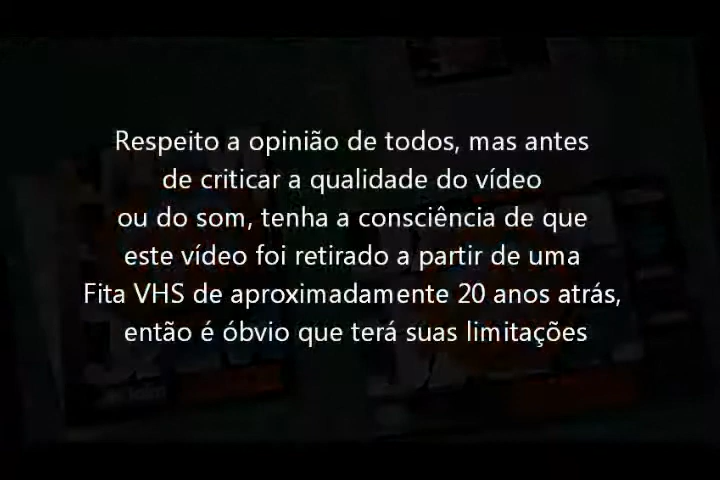 Respeito a opinião de todos, mas antes
de criticar a qualidade do vídeo
ou do som, tenha a consciência de que
este vídeo foi retirado a partir de uma
Fita VHS de aproximadamente 20 anos atrás,
então é óbvio que terá suas limitações